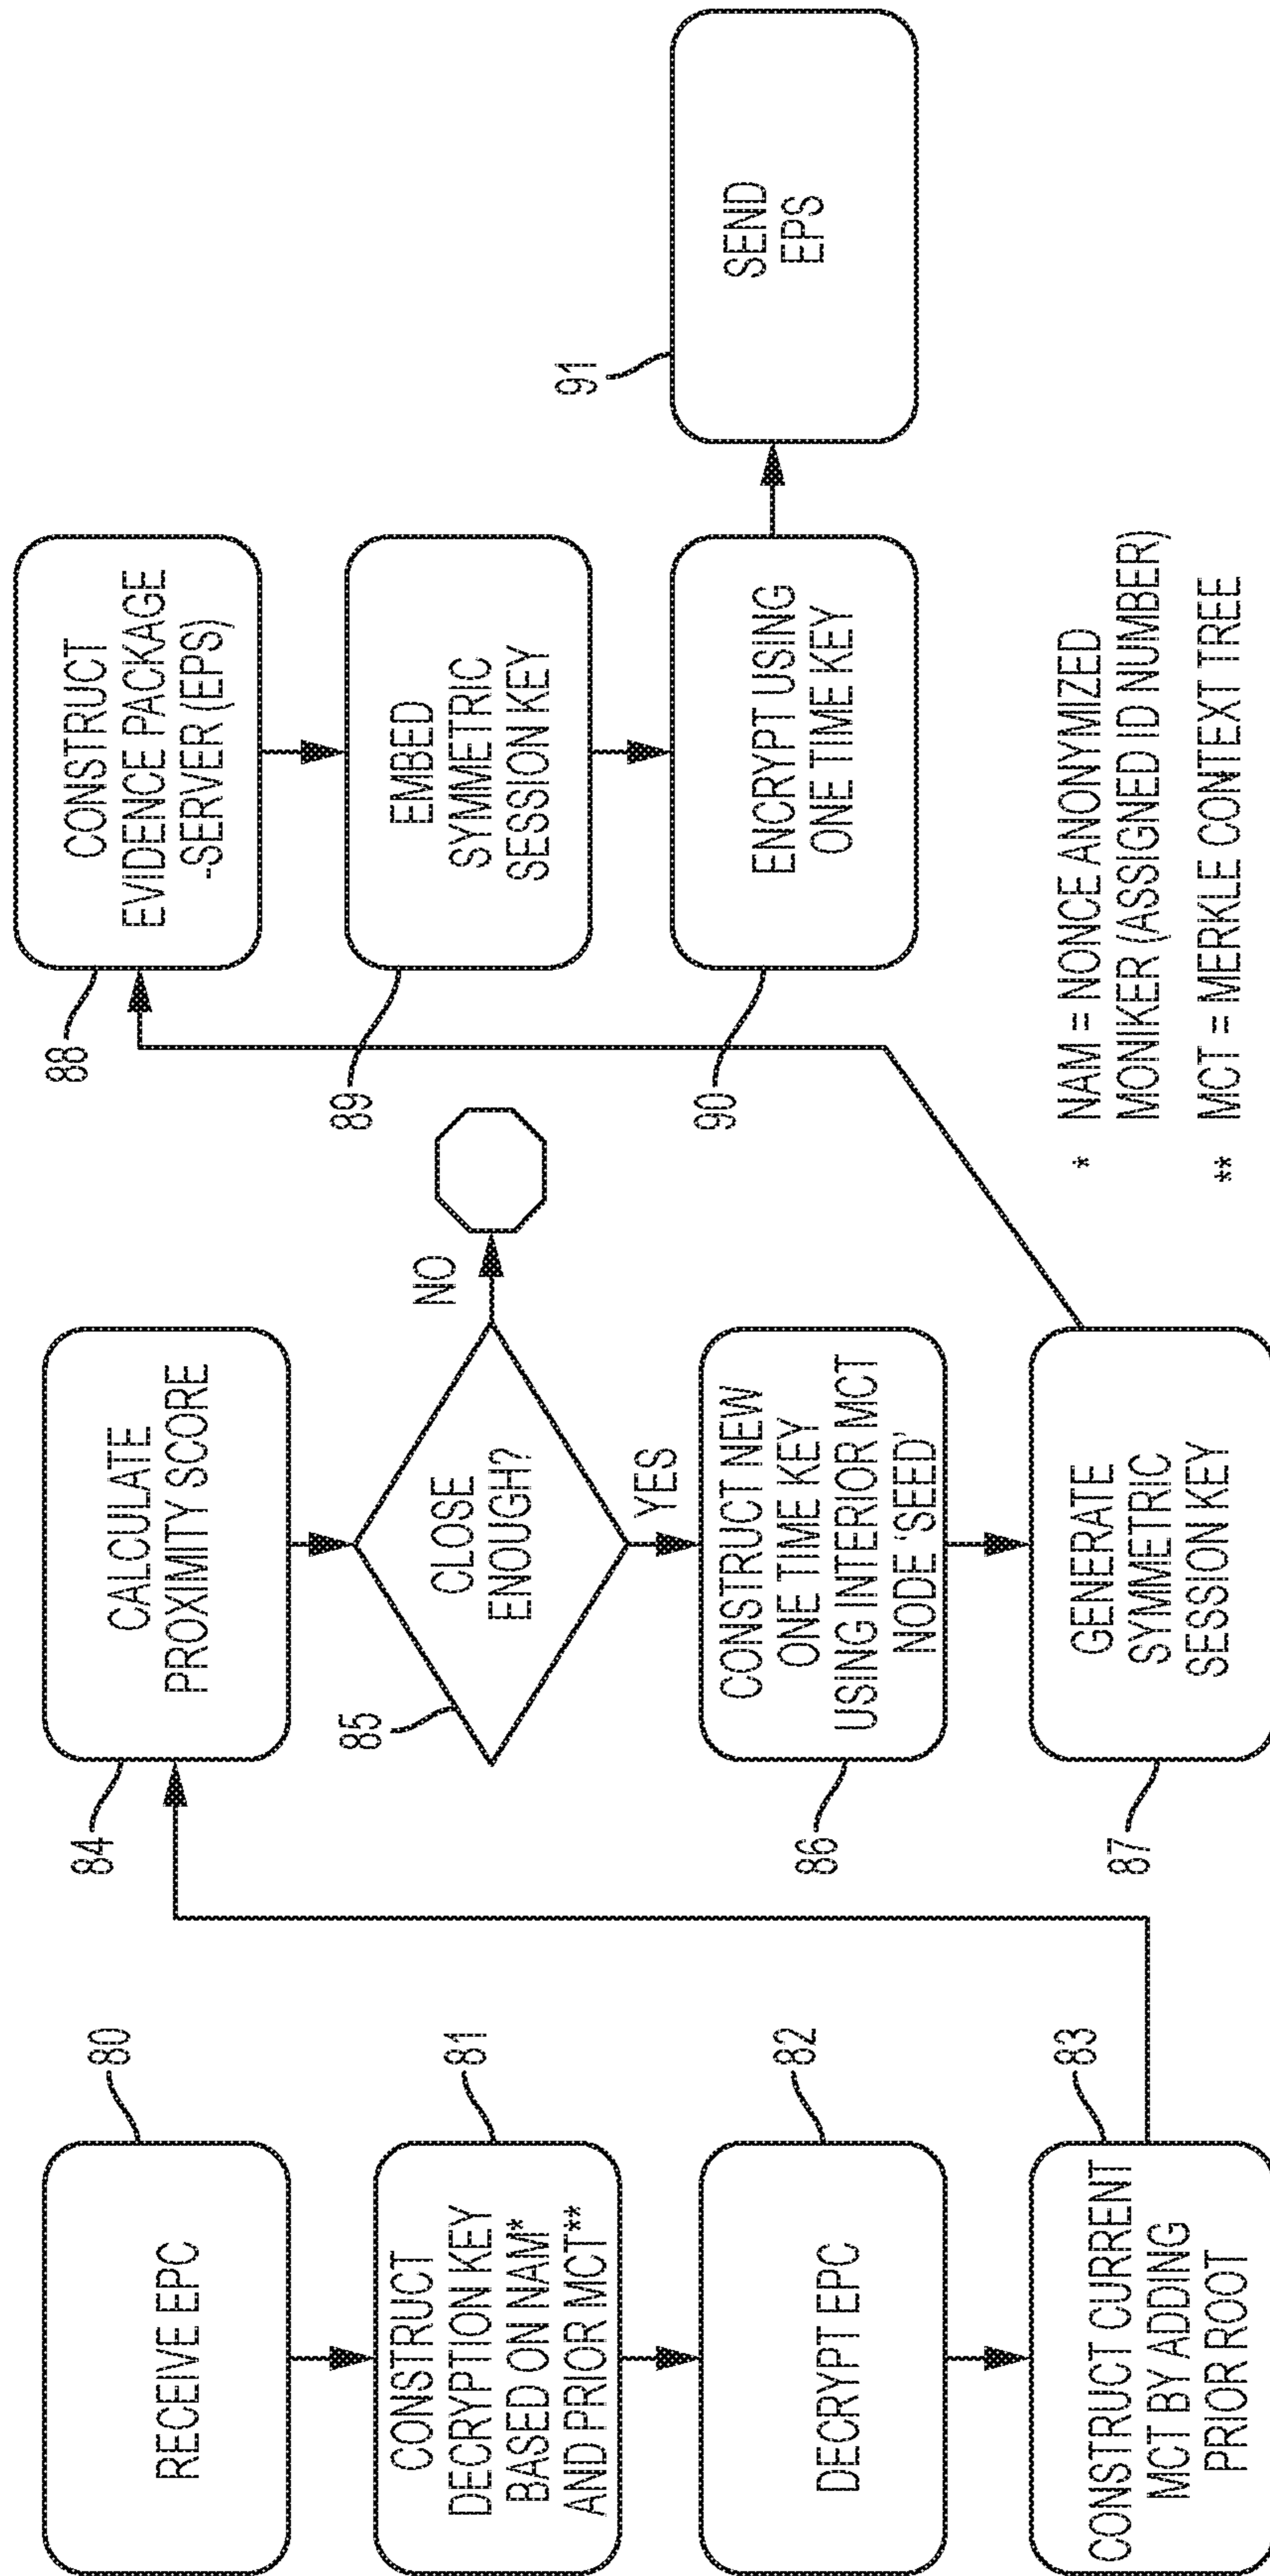 80
RECEIVE EPC
81
CONSTRUCT
DECRYPTION KEY
BASED ON NAM*
AND PRIOR MCT**
82
DECRYPT EPC
83
CONSTRUCT CURRENT
MCT BY ADDING
PRIOR ROOT
84
CALCULATE
PROXIMITY SCORE
85
CLOSE
ENOUGH?
NO
YES
86
CONSTRUCT NEW
ONE TIME KEY
USING INTERIOR MCT
NODE 'SEED'
87
GENERATE
SYMMETRIC
SESSION KEY
88
CONSTRUCT
EVIDENCE PACKAGE
-SERVER (EPS)
89
EMBED
SYMMETRIC
SESSION KEY
90
ENCRYPT USING
ONE TIME KEY
91
SEND
EPS
* NAM = NONCE ANONYMIZED
MONIKER (ASSIGNED ID NUMBER)
** MCT = MERKLE CONTEXT TREE